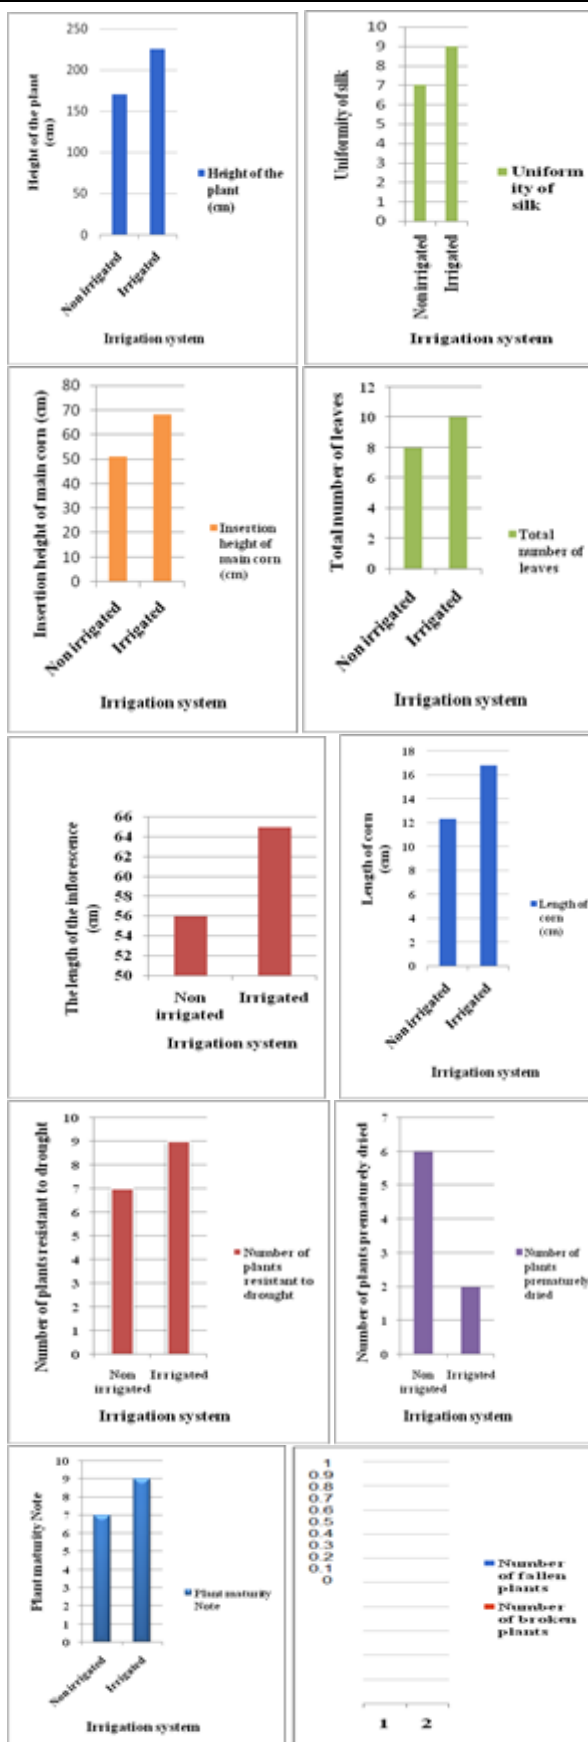 250
200
150
100
50
0
Height of the plant
(cm)
Non irrigated
Irrigated
Irrigation system
Height of the
plant
(cm)
10
9
8
7
6
5
4
3
2
1
0
Uniformity of silk
Non irrigated
Irrigated
Irrigation system
Uniform
ity of
silk
80
70
60
50
40
30
20
10
0
Insertion height of main corn (cm)
Non irrigated
Irrigated
Irrigation system
Insertion
height of
main corn
(cm)
12
10
8
6
4
2
0
Total number of leaves
Non irrigated
Irrigated
Irrigation system
Total
number of
leaves
66
64
62
60
58
56
54
52
50
The length of the inflorescence
(cm)
Non
irrigated
Irrigated
Irrigation system
18
16
14
12
10
8
6
4
2
0
Length of corn
(cm)
Non irrigated
Irrigated
Irrigation system
Length of
corn
(cm)
10
9
8
7
6
5
4
3
2
1
0
Number of plants resistant to drought
Non
irrigated
Irrigated
Irrigation system
Number of
plants
resistant to
drought
7
6
5
4
3
2
1
0
Number of plants prematurely dried
Non
irrigated
Irrigated
Irrigation system
Number of
plants
prematurely
dried
10
9
8
7
6
5
4
3
2
1
0
Plant maturity Note
Non irrigated
Irrigated
Irrigation system
Plant maturity
Note
1
0.9
0.8
0.7
0.6
0.5
0.4
0.3
0.2
0.1
0
1 2
Number
of fallen
plants
Number
of broken
plants